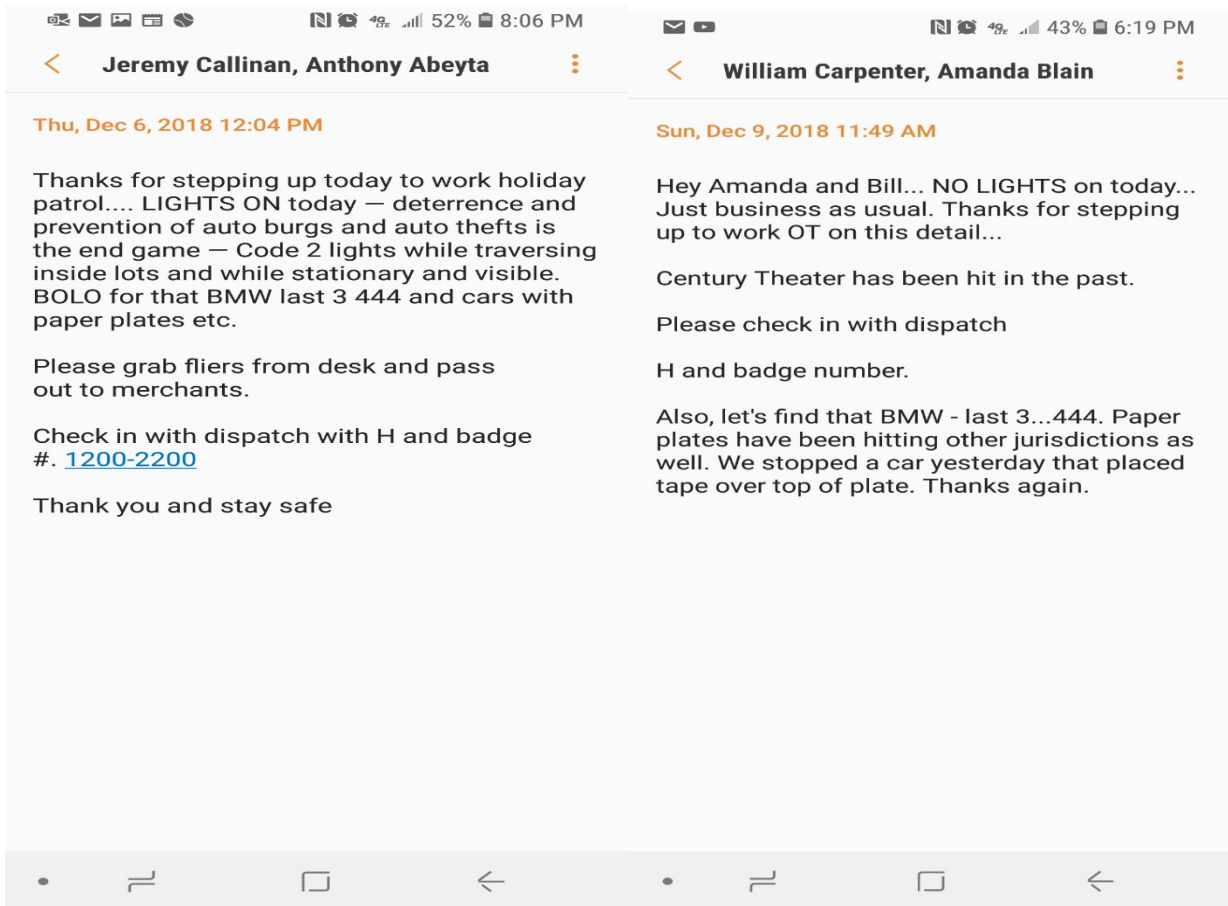 52% 8:06 PM
Jeremy Callinan, Anthony Abeyta
Thu, Dec 6, 2018 12:04 PM
Thanks for stepping up today to work holiday
patrol.... LIGHTS ON today — deterrence and
prevention of auto burgs and auto thefts is
the end game — Code 2 lights while traversing
inside lots and while stationary and visible.
BOLO for that BMW last 3 444 and cars with
paper plates etc.
Please grab fliers from desk and pass
out to merchants.
Check in with dispatch with H and badge
#. 1200-2200
Thank you and stay safe
43% 6:19 PM
William Carpenter, Amanda Blain
Sun, Dec 9, 2018 11:49 AM
Hey Amanda and Bill... NO LIGHTS on today...
Just business as usual. Thanks for stepping
up to work OT on this detail...
Century Theater has been hit in the past.
Please check in with dispatch
H and badge number.
Also, let's find that BMW - last 3...444. Paper
plates have been hitting other jurisdictions as
well. We stopped a car yesterday that placed
tape over top of plate. Thanks again.